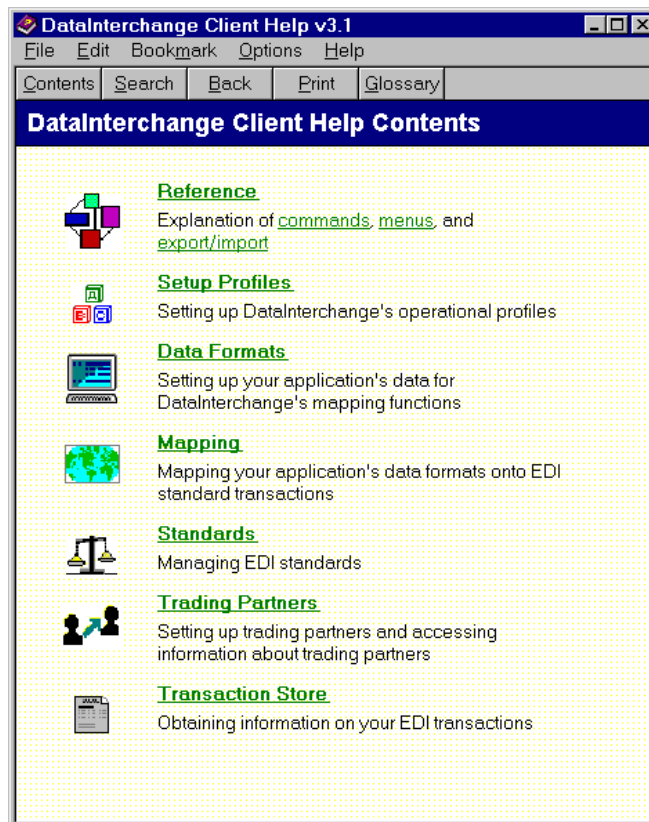 DataInterchange Client Help v3.1
File Edit Bookmark Options Help
Contents Search Back Print Glossary
DataInterchange Client Help Contents
Reference
Explanation of commands, menus, and
export/import
Setup Profiles
Setting up DataInterchange's operational profiles
Data Formats
Setting up your application's data for
DataInterchange's mapping functions
Mapping
Mapping your application's data formats onto EDI
standard transactions
Standards
Managing EDI standards
Trading Partners
Setting up trading partners and accessing
information about trading partners
Transaction Store
Obtaining information on your EDI transactions